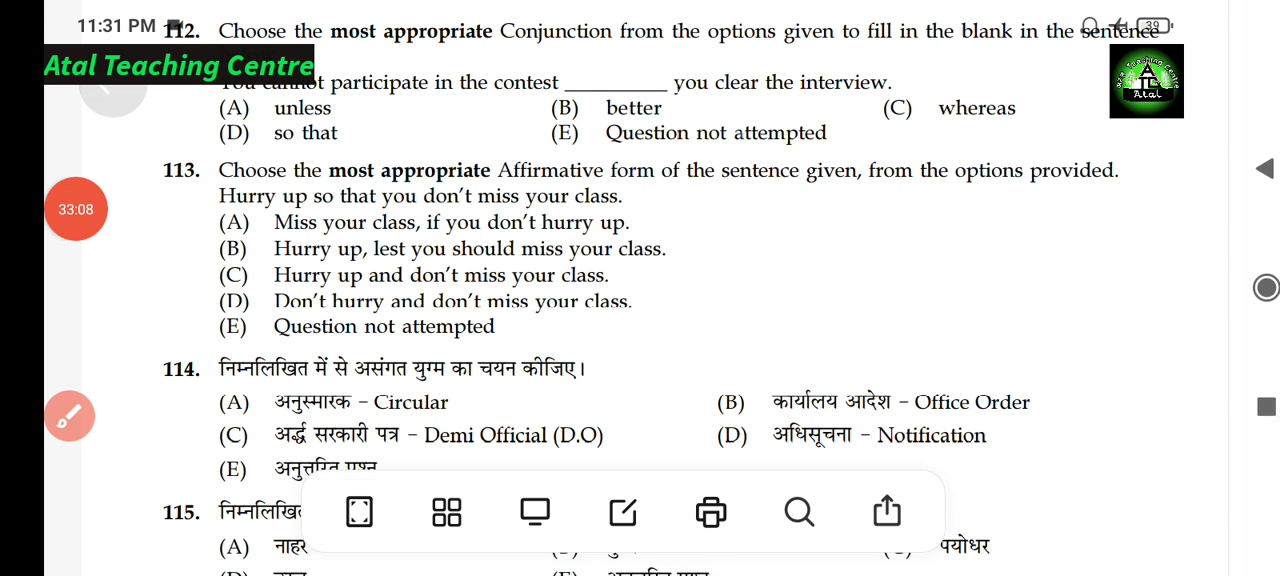 11:31 PM
39
112. Choose the most appropriate Conjunction from the options given to fill in the blank in the sentence
Atal Teaching Centre
participate in the contest _________ you clear the interview.
(A) unless (B) better (C) whereas
(D) so that (E) Question not attempted
Atal
113. Choose the most appropriate Affirmative form of the sentence given, from the options provided.
Hurry up so that you don't miss your class.
33:08
(A) Miss your class, if you don't hurry up.
(B) Hurry up, lest you should miss your class.
(C) Hurry up and don't miss your class.
(D) Don't hurry and don't miss your class.
(E) Question not attempted
114. निम्नलिखित में से असंगत युग्म का चयन कीजिए।
(A) अनुस्मारक – Circular (B) कार्यालय आदेश – Office Order
(C) अर्द्ध सरकारी पत्र – Demi Official (D.O) (D) अधिसूचना – Notification
(E) अनुत्तरित प्रश्न
115.
(A) (C) पयोधर